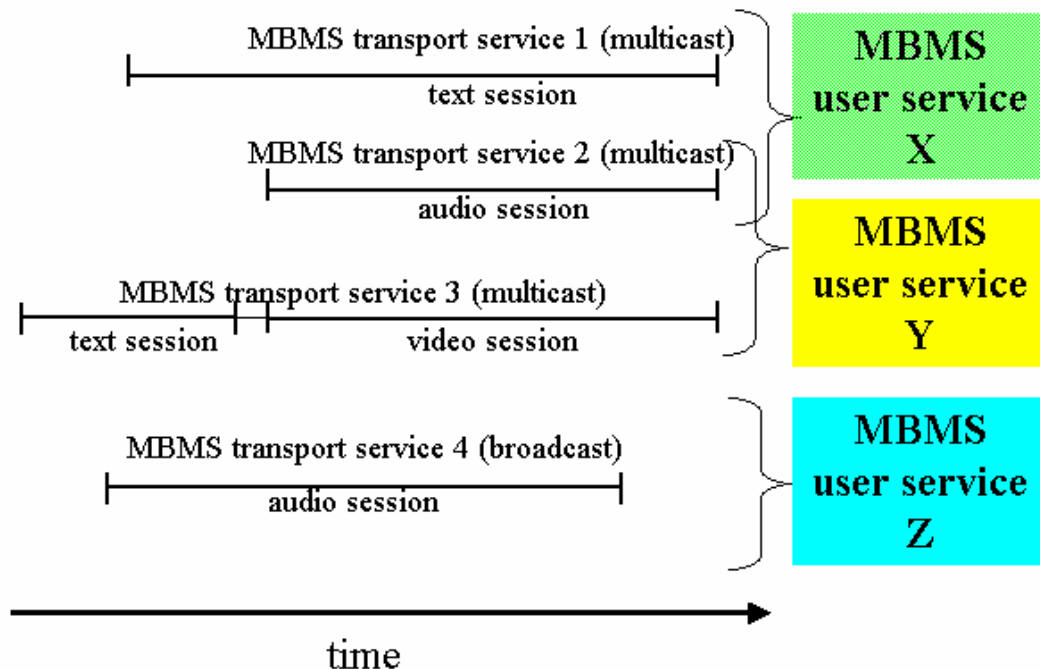 MBMS transport service 1 (multicast)
text session
MBMS transport service 2 (multicast)
audio session
MBMS transport service 3 (multicast)
text session
video session
MBMS transport service 4 (broadcast)
audio session
time
MBMS
user service
X
MBMS
user service
Y
MBMS
user service
Z